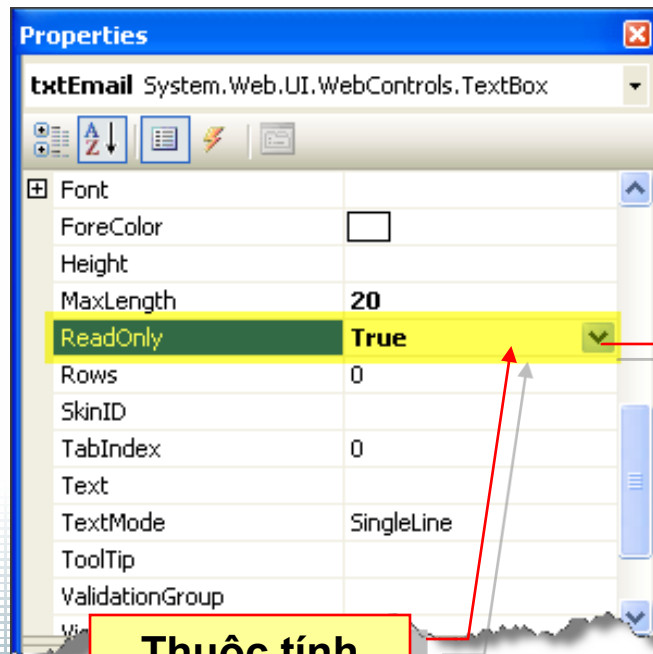 Properties
txtEmail System.Web.UI.WebControls.TextBox
Font
ForeColor
Height
MaxLength 20
ReadOnly True
Rows 0
SkinID
TabIndex 0
Text
TextMode SingleLine
ToolTip
ValidationGroup
Thuộc tính